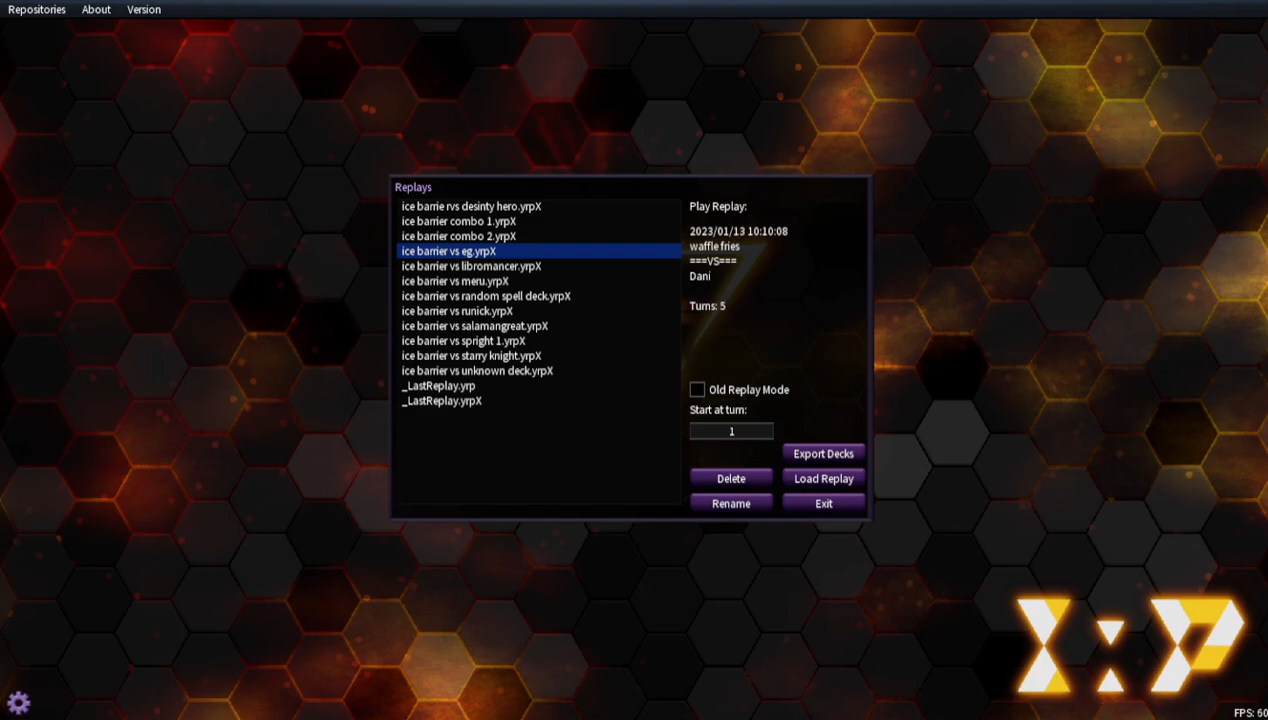 Repositories About Version
Replays
ice barrie rvs desinty hero.yrpX
ice barrier combo 1.yrpX
ice barrier combo 2.yrpX
ice barrier vs eg.yrpX
ice barrier vs libromancer.yrpX
ice barrier vs meru.yrpX
ice barrier vs random spell deck.yrpX
ice barrier vs runick.yrpX
ice barrier vs salamangreat.yrpX
ice barrier vs spright 1.yrpX
ice barrier vs starry knight.yrpX
ice barrier vs unknown deck.yrpX
_LastReplay.yrp
_LastReplay.yrpX
Play Replay:
2023/01/13 10:10:08
waffle fries
===VS===
Dani
Turns: 5
Old Replay Mode
Start at turn:
1
Export Decks
Delete Load Replay
Rename Exit
X:P
FPS: 60